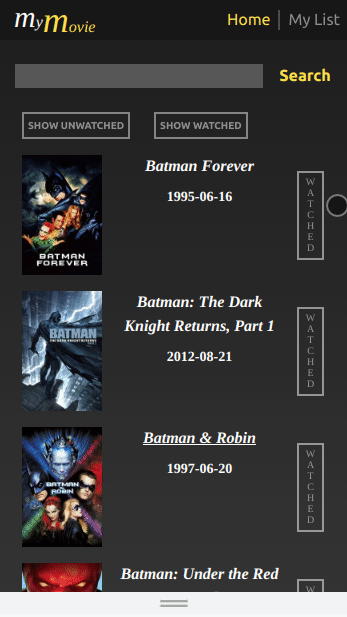 myMovie
Home | My List
Search
SHOW UNWATCHED
SHOW WATCHED
BATMAN
FOREVER
Batman Forever
1995-06-16
WATCHED
BATMAN
Batman: The Dark
Knight Returns, Part 1
2012-08-21
WATCHED
BATMAN
ROBIN
Batman & Robin
1997-06-20
WATCHED
Batman: Under the Red
W
A